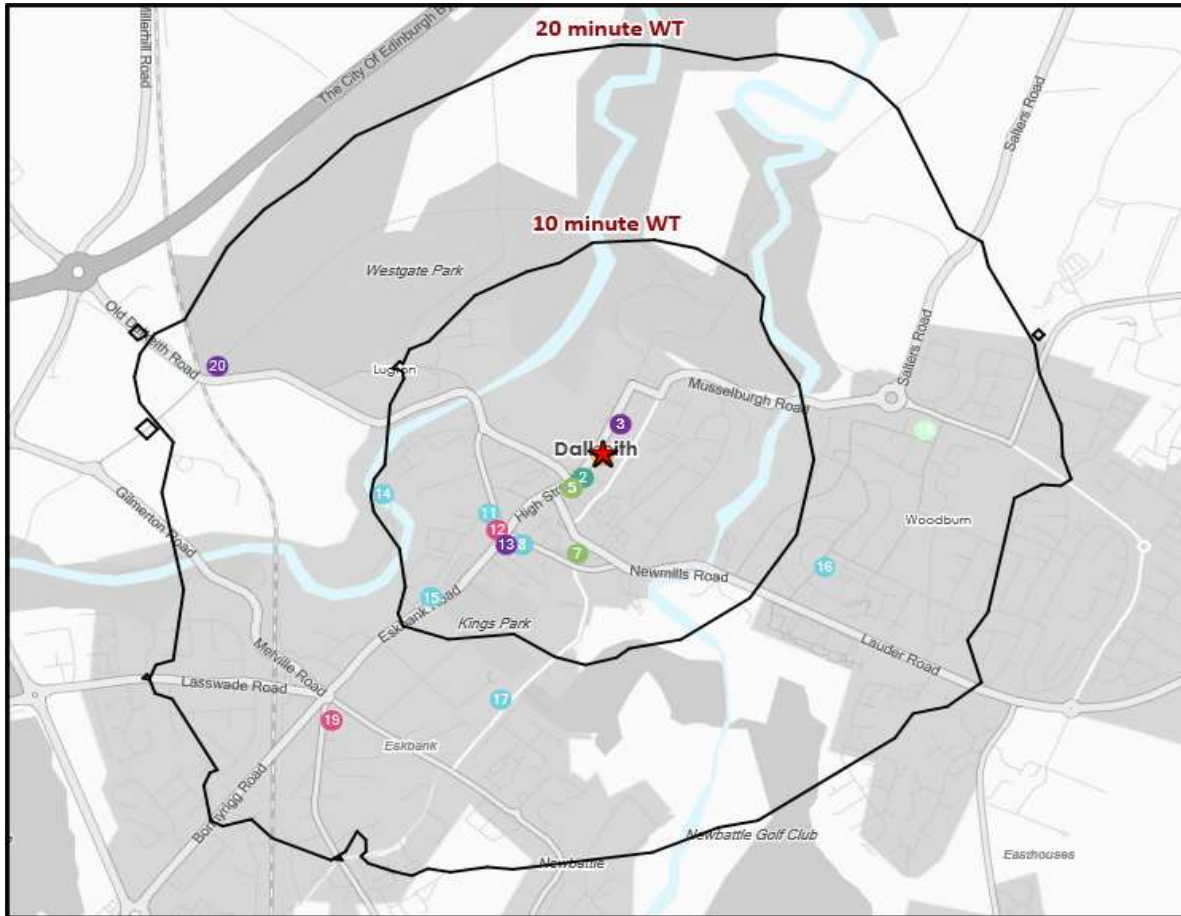 20 minute WT
Millerhill Road
The City Of Edinburgh By
Salters Road
10 minute WT
Westgate Park
Old Dalkeith Road
20
Lugton
Salters Road
Musselburgh Road
3
Dalkeith
2
5
High Str
14
11
12
13
8
7
Woodburn
Gilmerton Road
Newmills Road
16
15
Eskbank Road
Kings Park
Lauder Road
Melville Road
Lasswade Road
17
19
Eskbank
Bonnyrigg Road
Newbattle Golf Club
Newbattle
Easthouses